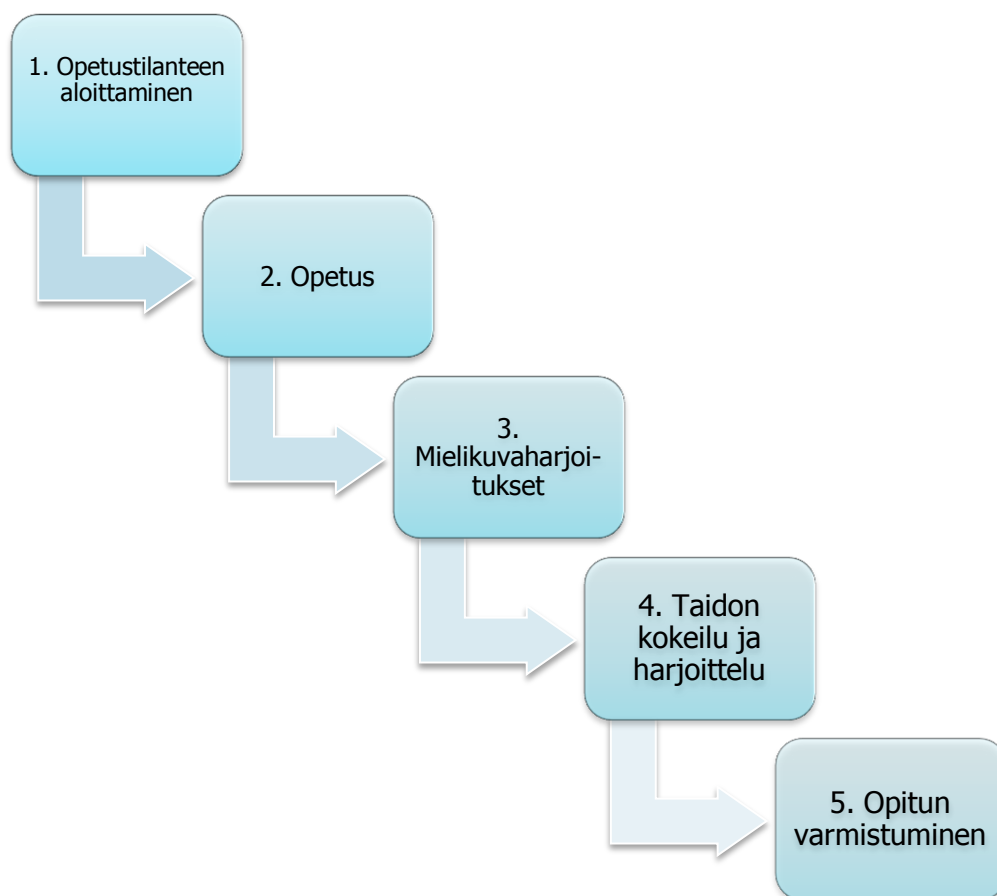 1. Opetustilanteen
aloittaminen
2. Opetus
3.
Mielikuvaharjoi-
tukset
4. Taidon
kokeilu ja
harjoittelu
5. Opitun
varmistuminen